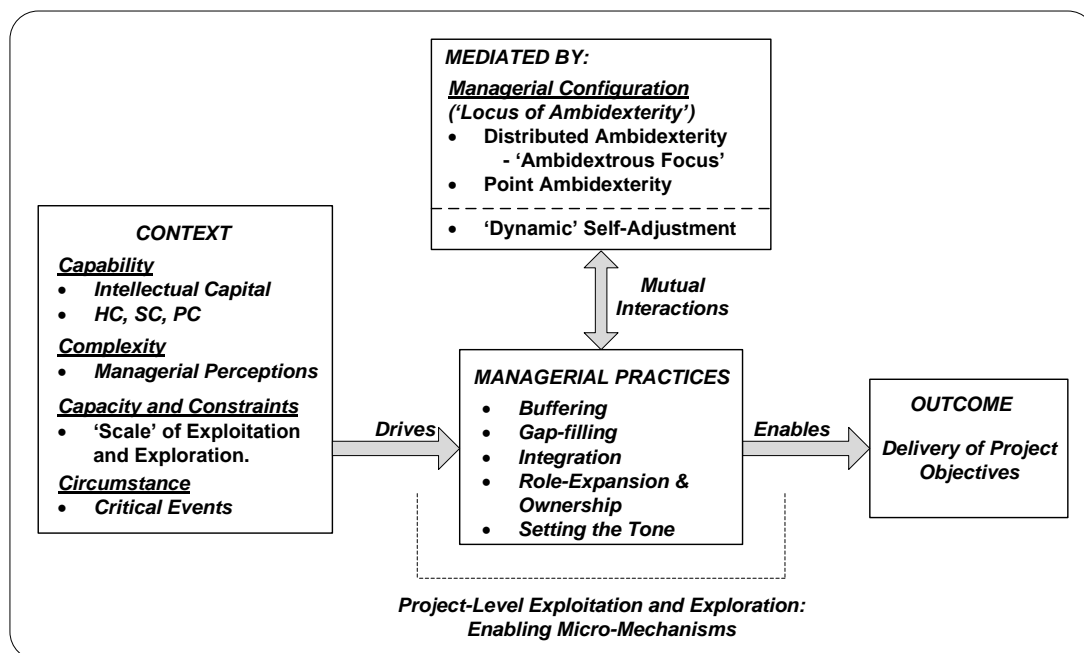 MEDIATED BY:
Managerial Configuration
(‘Locus of Ambidexterity’)
• Distributed Ambidexterity
- ‘Ambidextrous Focus’
• Point Ambidexterity
• ‘Dynamic’ Self-Adjustment
CONTEXT
Capability
• Intellectual Capital
• HC, SC, PC
Complexity
• Managerial Perceptions
Capacity and Constraints
• ‘Scale’ of Exploitation
and Exploration.
Circumstance
• Critical Events
Mutual
Interactions
Drives
MANAGERIAL PRACTICES
• Buffering
• Gap-filling
• Integration
• Role-Expansion &
Ownership
• Setting the Tone
Enables
OUTCOME
Delivery of Project
Objectives
Project-Level Exploitation and Exploration:
Enabling Micro-Mechanisms